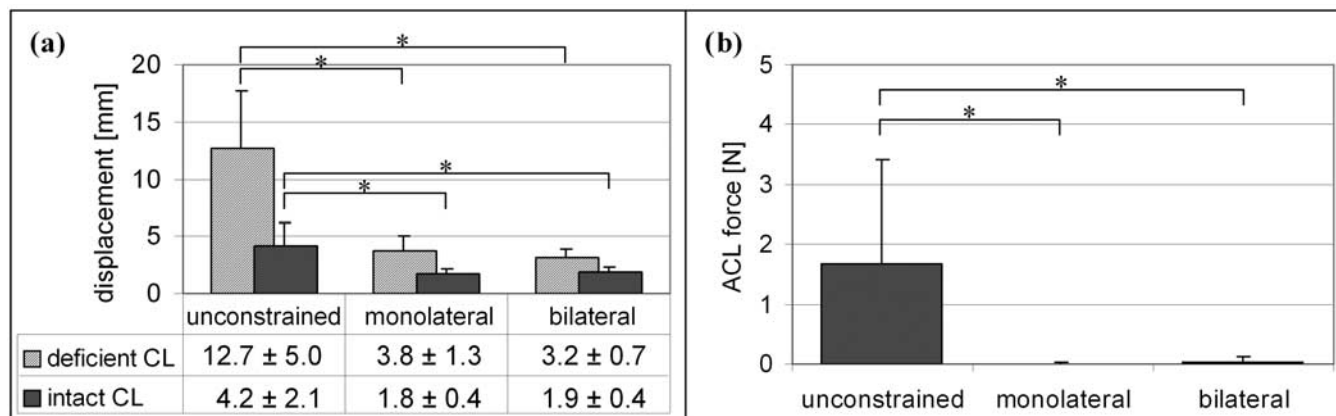 (a)
displacement [mm]
20
15
10
5
0
*
*
*
*
unconstrained monolateral bilateral
deficient CL 12.7 ± 5.0 3.8 ± 1.3 3.2 ± 0.7
intact CL 4.2 ± 2.1 1.8 ± 0.4 1.9 ± 0.4
(b)
ACL force [N]
5
4
3
2
1
0
*
*
unconstrained monolateral bilateral